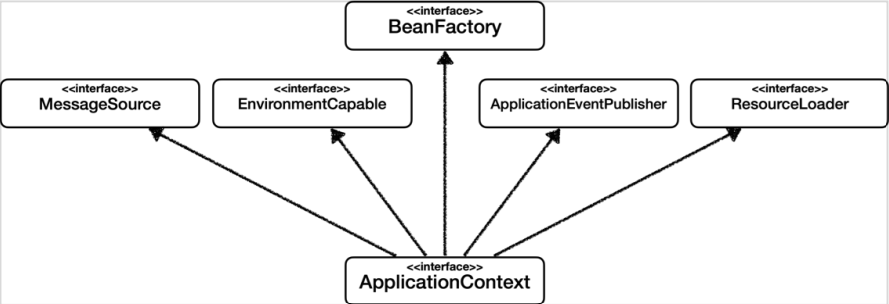 <<interface>>
BeanFactory
<<interface>>
MessageSource
<<interface>>
EnvironmentCapable
<<interface>>
ApplicationEventPublisher
<<interface>>
ResourceLoader
<<interface>>
ApplicationContext